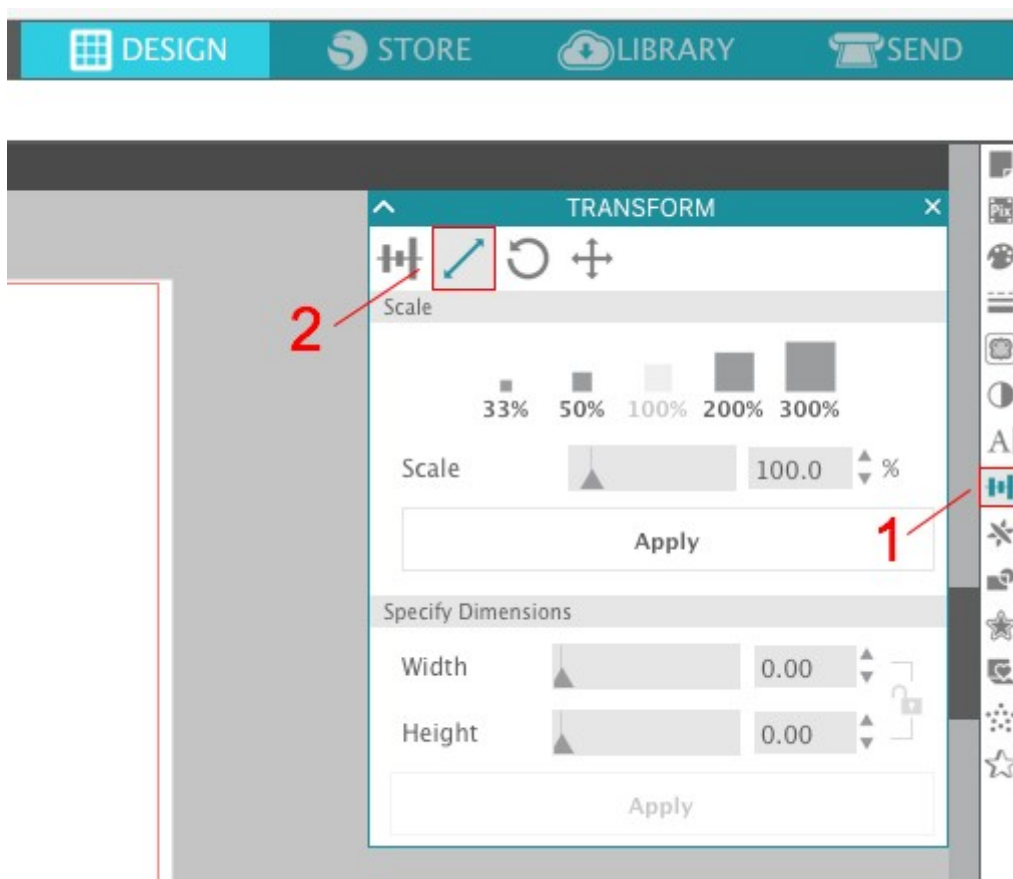 DESIGN STORE LIBRARY SEND
TRANSFORM
Pix
2
Scale
33% 50% 100% 200% 300%
A
Scale 100.0 %
1
Apply
Specify Dimensions
Width 0.00
Height 0.00
Apply